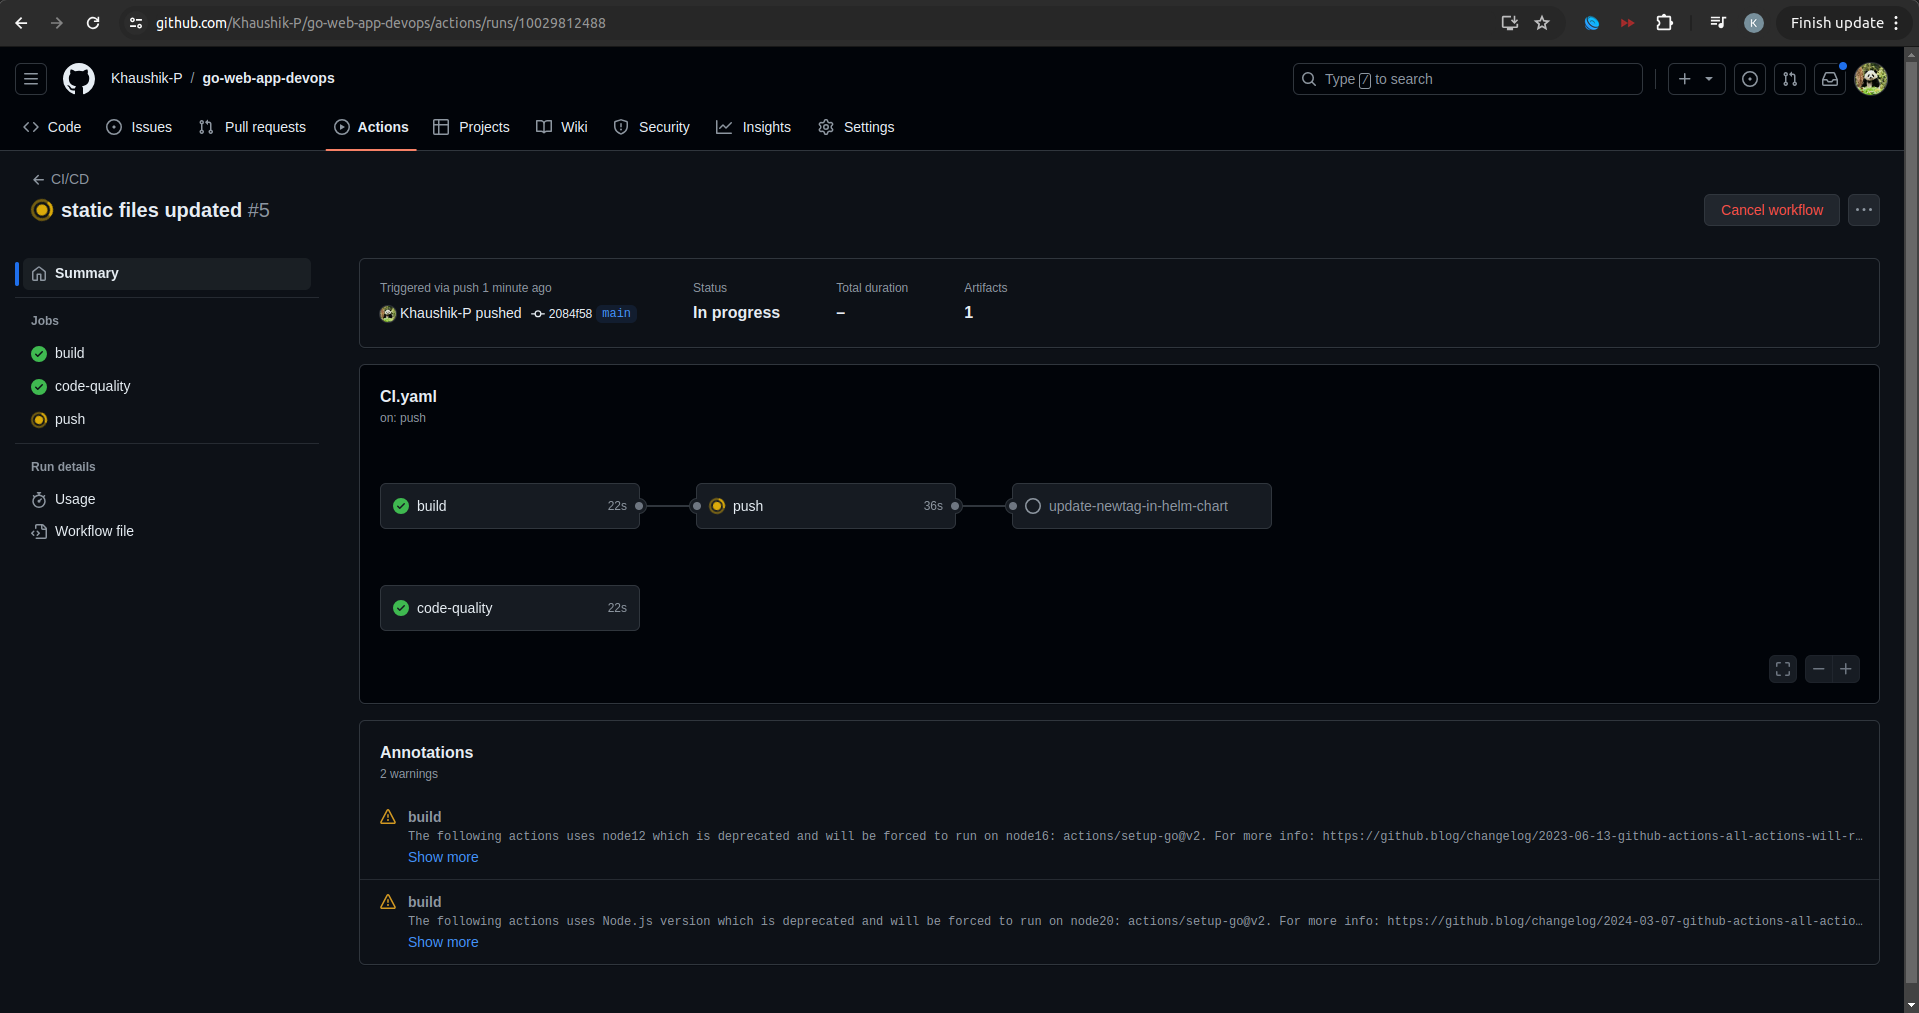 github.com/Khaushik-P/go-web-app-devops/actions/runs/10029812488
K
Finish update
Khaushik-P / go-web-app-devops
Type / to search
Code
Issues
Pull requests
Actions
Projects
Wiki
Security
Insights
Settings
CI/CD
static files updated #5
Cancel workflow
Summary
Jobs
build
code-quality
push
Run details
Usage
Workflow file
Triggered via push 1 minute ago
Khaushik-P pushed 2084f58 main
Status
In progress
Total duration
–
Artifacts
1
CI.yaml
on: push
build 22s
push 36s
update-newtag-in-helm-chart
code-quality 22s
Annotations
2 warnings
build
The following actions uses node12 which is deprecated and will be forced to run on node16: actions/setup-go@v2. For more info: https://github.blog/changelog/2023-06-13-github-actions-all-actions-will-r…
Show more
build
The following actions uses Node.js version which is deprecated and will be forced to run on node20: actions/setup-go@v2. For more info: https://github.blog/changelog/2024-03-07-github-actions-all-actio…
Show more